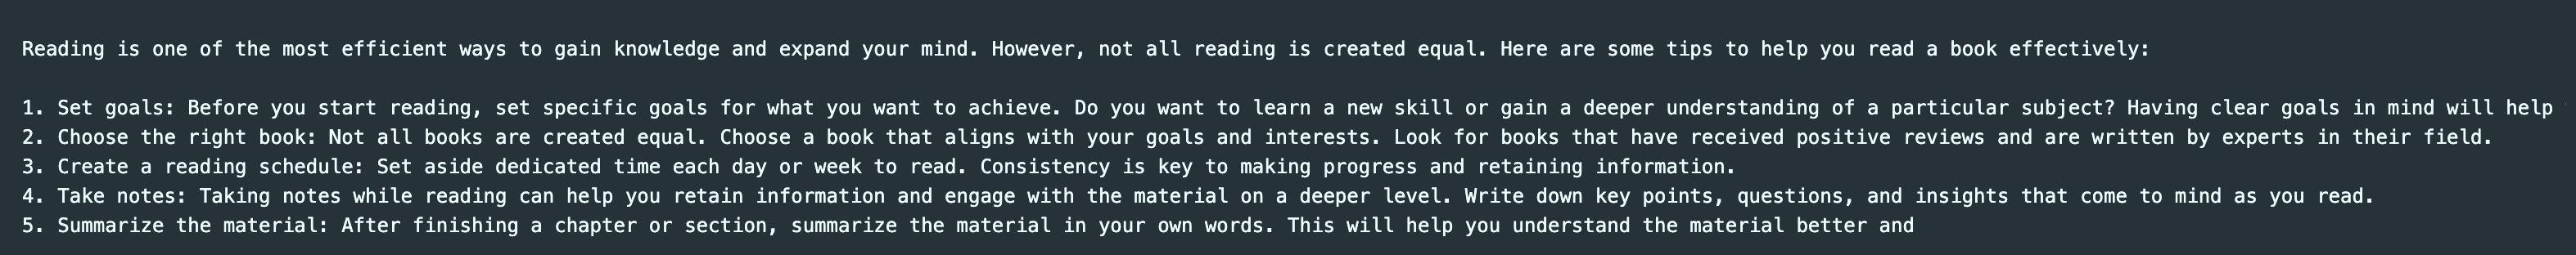 Reading is one of the most efficient ways to gain knowledge and expand your mind. However, not all reading is created equal. Here are some tips to help you read a book effectively:
1. Set goals: Before you start reading, set specific goals for what you want to achieve. Do you want to learn a new skill or gain a deeper understanding of a particular subject? Having clear goals in mind will help
2. Choose the right book: Not all books are created equal. Choose a book that aligns with your goals and interests. Look for books that have received positive reviews and are written by experts in their field.
3. Create a reading schedule: Set aside dedicated time each day or week to read. Consistency is key to making progress and retaining information.
4. Take notes: Taking notes while reading can help you retain information and engage with the material on a deeper level. Write down key points, questions, and insights that come to mind as you read.
5. Summarize the material: After finishing a chapter or section, summarize the material in your own words. This will help you understand the material better and